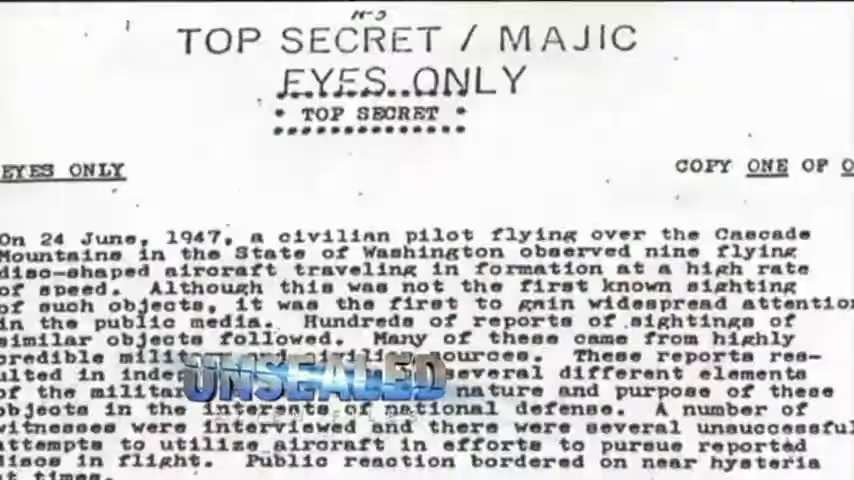 TOP SECRET / MAJIC
EYES ONLY
* TOP SECRET *
EYES ONLY
COPY ONE OF O
On 24 June, 1947, a civilian pilot flying over the Cascade
Mountains in the State of Washington observed nine flying
disc-shaped aircraft traveling in formation at a high rate
of speed. Although this was not the first known sighting
of such objects, it was the first to gain widespread attention
in the public media. Hundreds of reports of sightings of
similar objects followed. Many of these came from highly
credible sources. These reports res-
ulted in several different elements
of the militar nature and purpose of these
objects in the interests of national defense. A number of
witnesses were interviewed and there were several unsuccessful
attempts to utilize aircraft in efforts to pursue reported
discs in flight. Public reaction bordered on near hysteria
at times.
UNSEALED